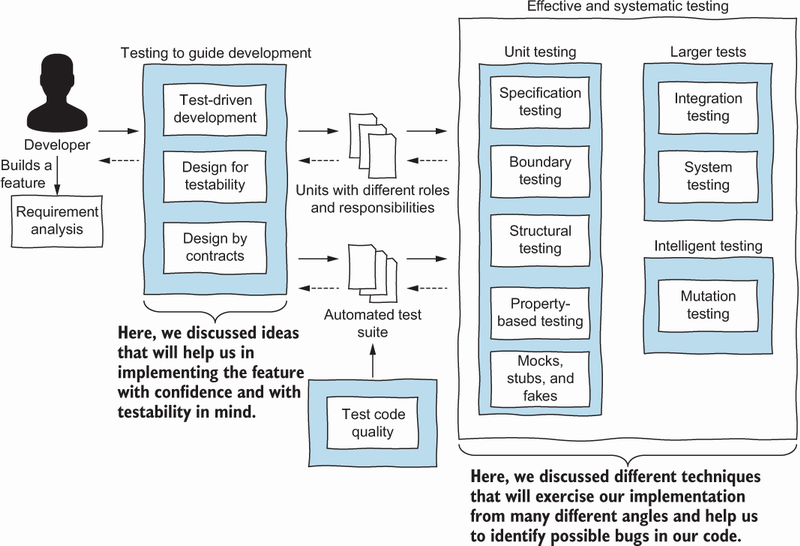 Effective and systematic testing
Testing to guide development
Unit testing
Larger tests
Test-driven
development
Specification
testing
Integration
testing
Developer
Builds a
feature
Design for
testability
Units with different roles
and responsibilities
Boundary
testing
System
testing
Requirement
analysis
Design by
contracts
Structural
testing
Intelligent testing
Automated test
suite
Property-
based testing
Mutation
testing
Here, we discussed ideas
that will help us in
implementing the feature
with confidence and with
testability in mind.
Mocks,
stubs, and
fakes
Test code
quality
Here, we discussed different techniques
that will exercise our implementation
from many different angles and help us
to identify possible bugs in our code.